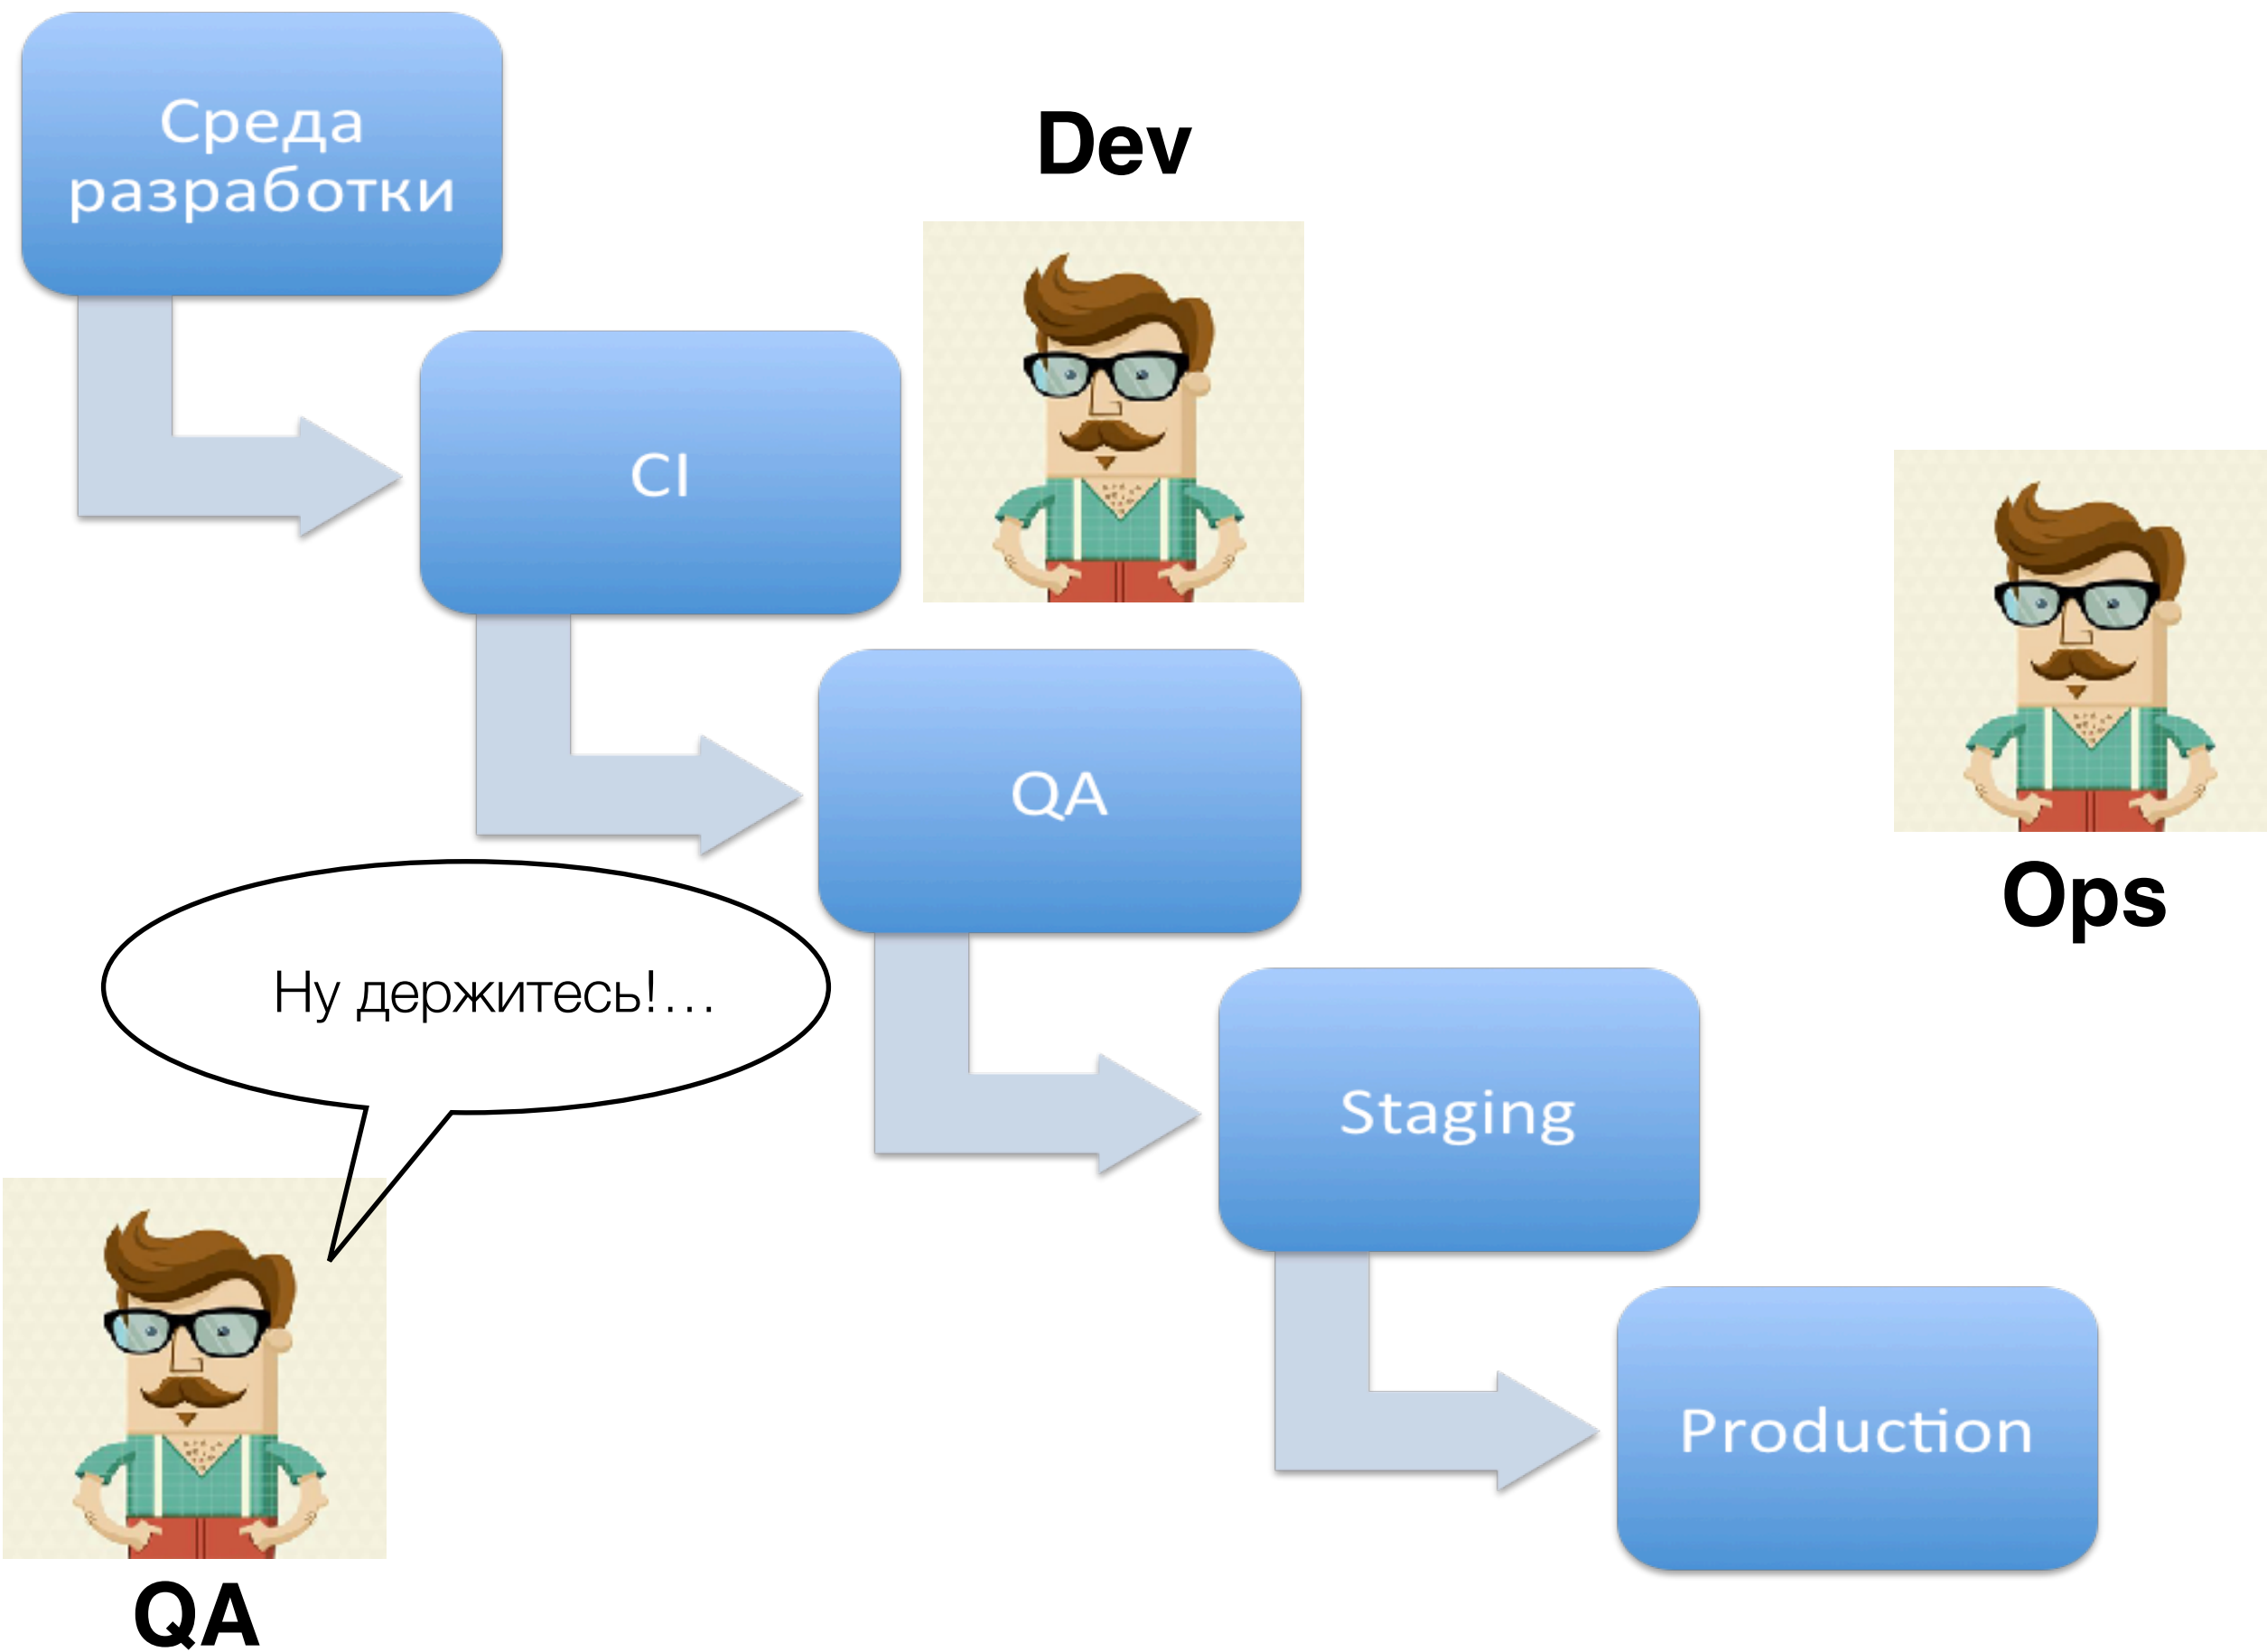 Среда
разработки
Dev
CI
QA
Ops
Ну держитесь!...
Staging
Production
QA